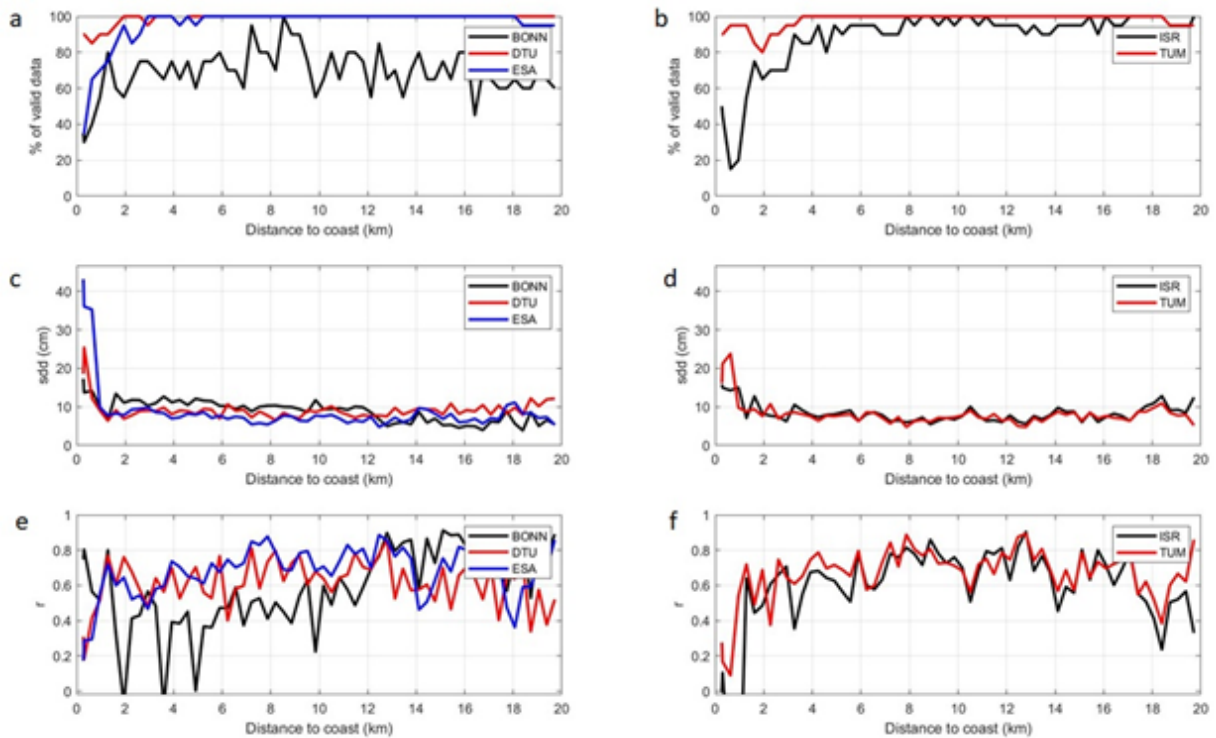 a
% of valid data
100
80
60
40
20
0
BONN
DTU
ESA
0 2 4 6 8 10 12 14 16 18 20
Distance to coast (km)
b
% of valid data
100
80
60
40
20
0
ISR
TUM
0 2 4 6 8 10 12 14 16 18 20
Distance to coast (km)
c
sdd (cm)
40
30
20
10
0
BONN
DTU
ESA
0 2 4 6 8 10 12 14 16 18 20
Distance to coast (km)
d
sdd (cm)
40
30
20
10
0
ISR
TUM
0 2 4 6 8 10 12 14 16 18 20
Distance to coast (km)
e
r
1
0.8
0.6
0.4
0.2
0
BONN
DTU
ESA
0 2 4 6 8 10 12 14 16 18 20
Distance to coast (km)
f
r
1
0.8
0.6
0.4
0.2
0
ISR
TUM
0 2 4 6 8 10 12 14 16 18 20
Distance to coast (km)